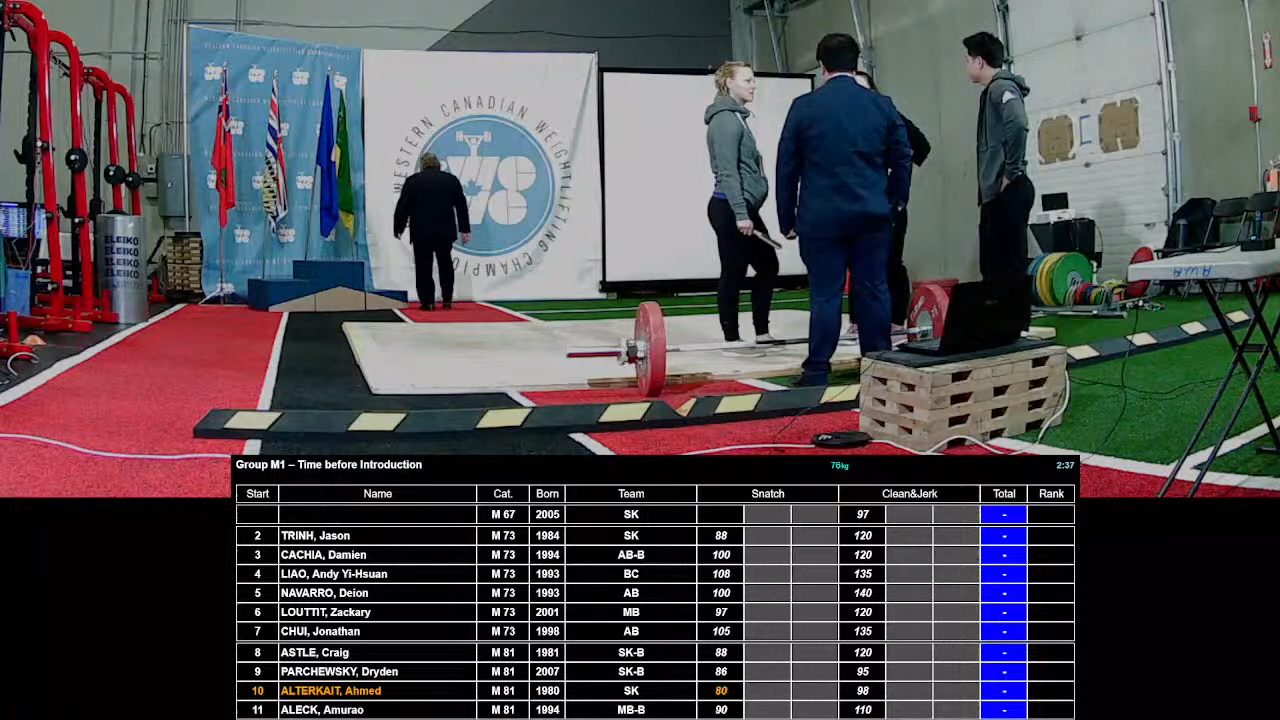 WESTERN CANADIAN WEIGHTLIFTING CHAMPIONSHIPS
WC
WC
ELEIKO
ELEIKO
ELEIKO
ELEIKO
AWA
Group M1 – Time before Introduction 76kg 2:37
Start Name Cat. Born Team Snatch Clean&Jerk Total Rank
M 67 2005 SK 97 -
2 TRINH, Jason M 73 1984 SK 88 120 -
3 CACHIA, Damien M 73 1994 AB-B 100 120 -
4 LIAO, Andy Yi-Hsuan M 73 1993 BC 108 135 -
5 NAVARRO, Deion M 73 1993 AB 100 140 -
6 LOUTTIT, Zackary M 73 2001 MB 97 120 -
7 CHUI, Jonathan M 73 1998 AB 105 135 -
8 ASTLE, Craig M 81 1981 SK-B 88 120 -
9 PARCHEWSKY, Dryden M 81 2007 SK-B 86 95 -
10 ALTERKAIT, Ahmed M 81 1980 SK 80 98 -
11 ALECK, Amurao M 81 1994 MB-B 90 110 -